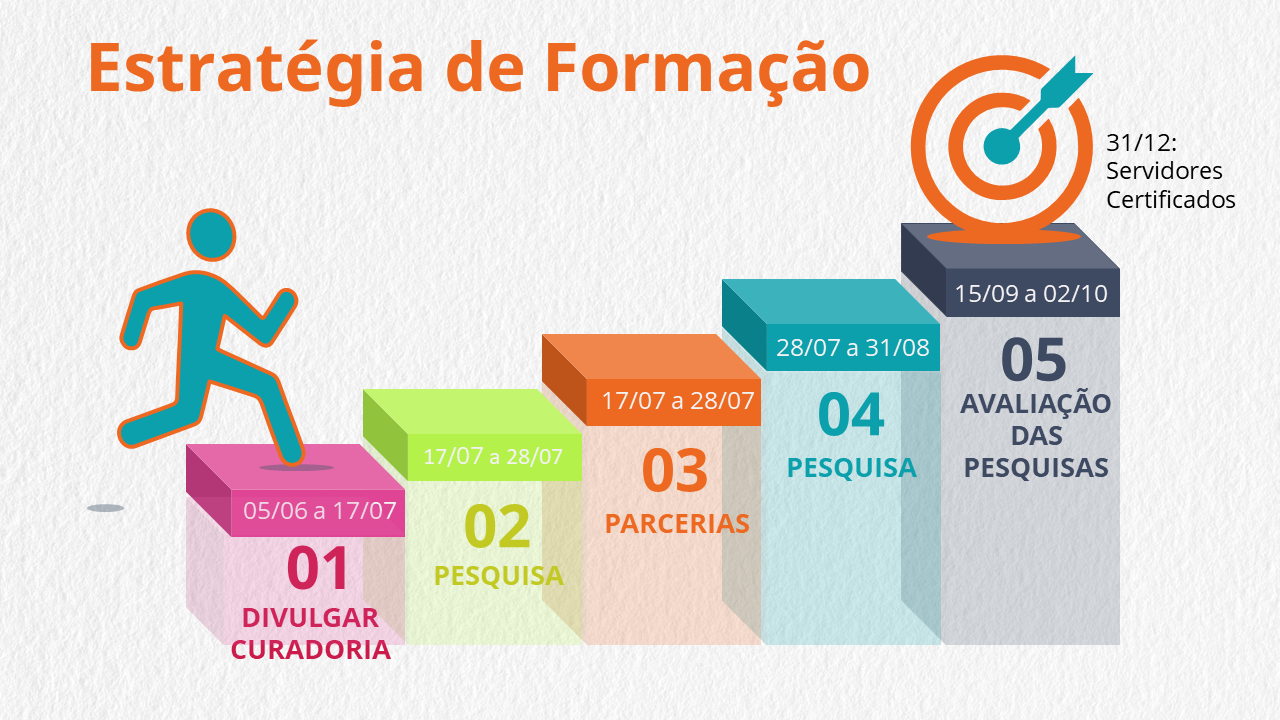 Estratégia de Formação
31/12:
Servidores
Certificados
05/06 a 17/07
01
DIVULGAR
CURADORIA
17/07 a 28/07
02
PESQUISA
17/07 a 28/07
03
PARCERIAS
28/07 a 31/08
04
PESQUISA
15/09 a 02/10
05
AVALIAÇÃO
DAS
PESQUISAS